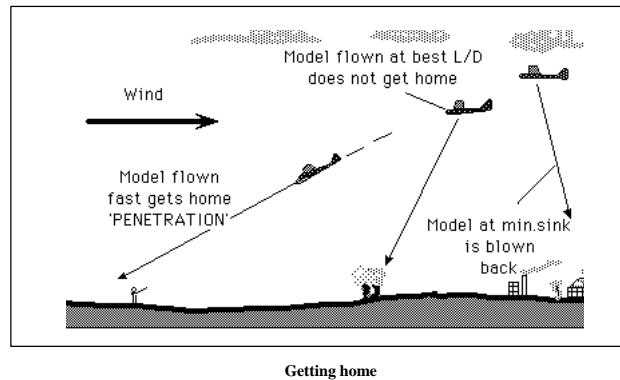 Model flown at best L/D
does not get home
Wind
Model flown
fast gets home
'PENETRATION'
Model at min.sink
is blown
back
Getting home